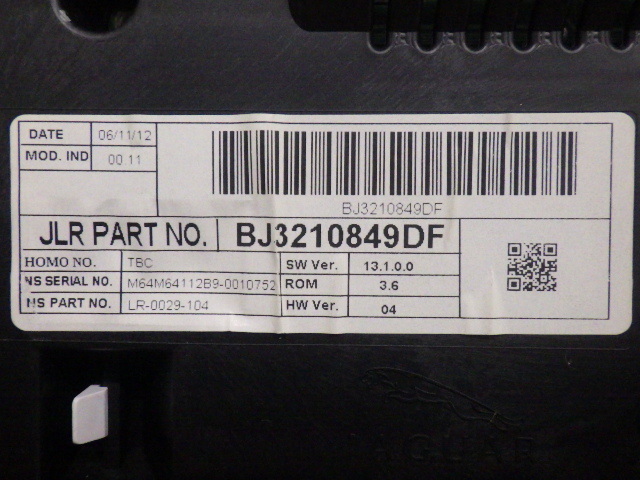 DATE 06/11/12
MOD. IND 00.11
BJ3210849DF
JLR PART NO. BJ3210849DF
HOMO NO. TBC SW Ver. 13.1.0.0
NS SERIAL NO. M64M64112B9-0010752 ROM 3.6
NS PART NO. LR-0029-104 HW Ver. 04
JAGUAR